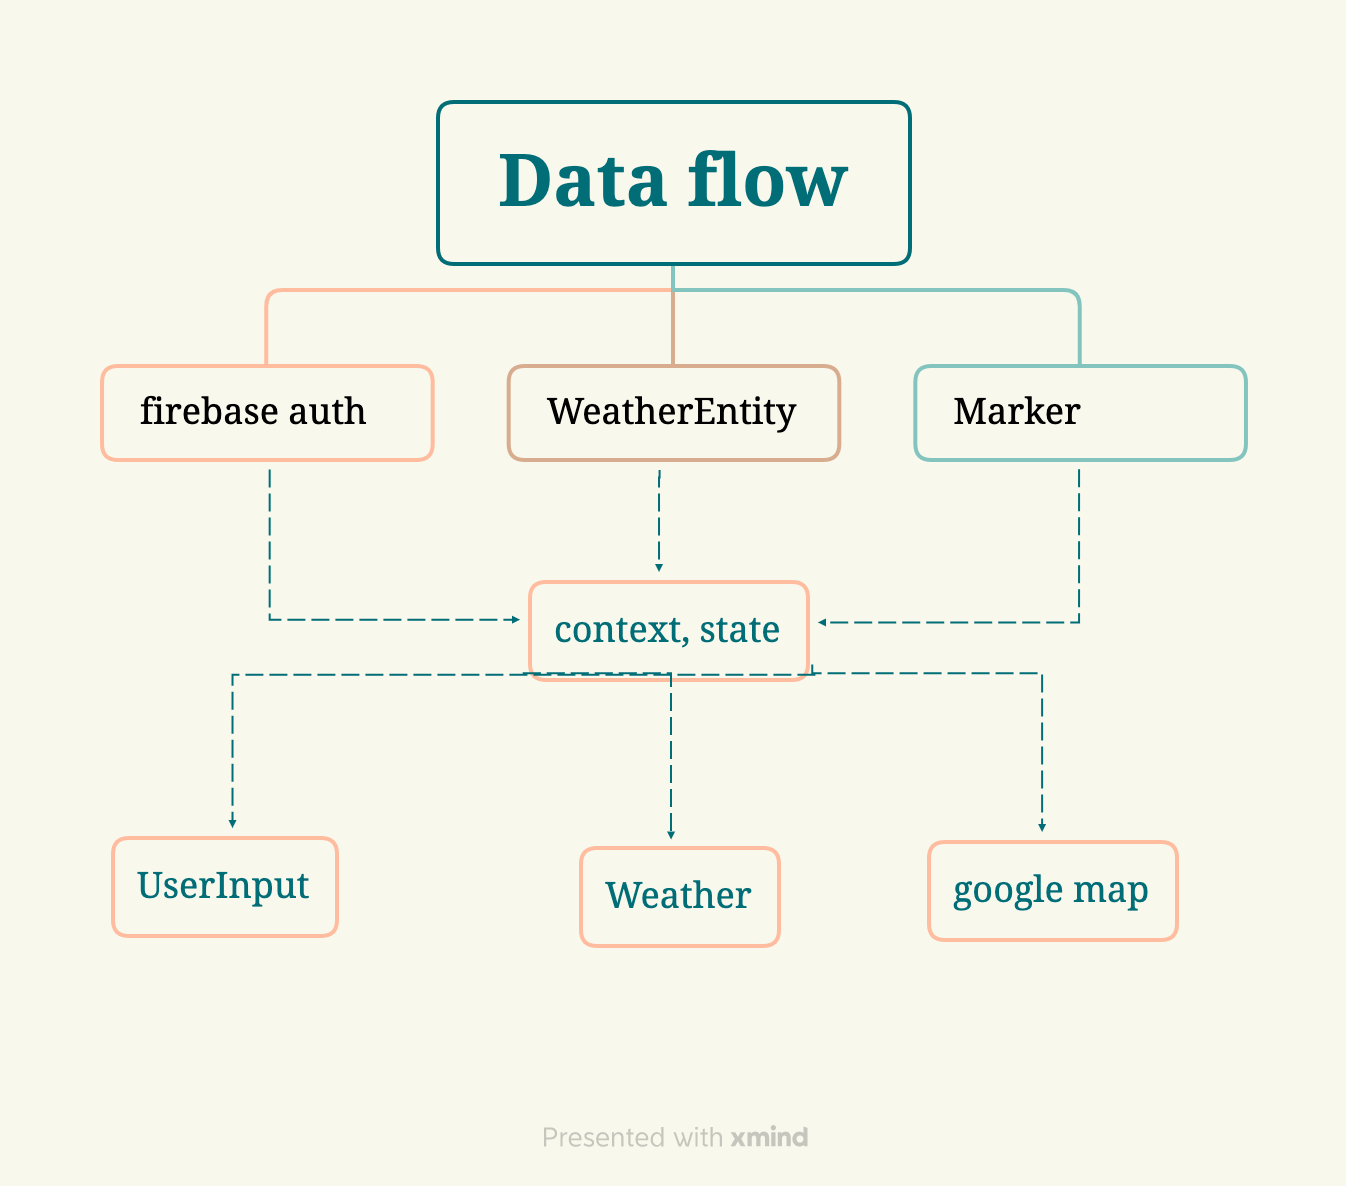 Data flow
firebase auth
WeatherEntity
Marker
context, state
UserInput
Weather
google map
Presented with xmind